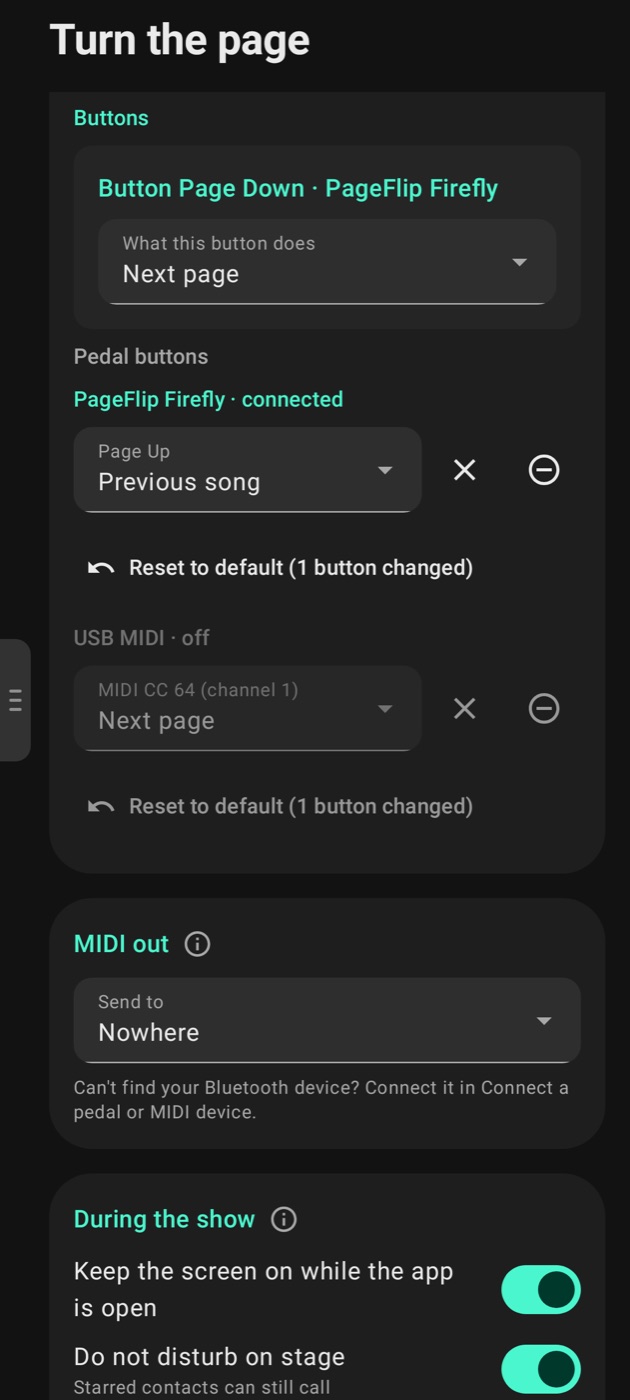 Turn the page
Buttons
Button Page Down · PageFlip Firefly
What this button does
Next page
Pedal buttons
PageFlip Firefly · connected
Page Up
Previous song
Reset to default (1 button changed)
USB MIDI · off
MIDI CC 64 (channel 1)
Next page
Reset to default (1 button changed)
MIDI out
Send to
Nowhere
Can't find your Bluetooth device? Connect it in Connect a
pedal or MIDI device.
During the show
Keep the screen on while the app
is open
Do not disturb on stage
Starred contacts can still call